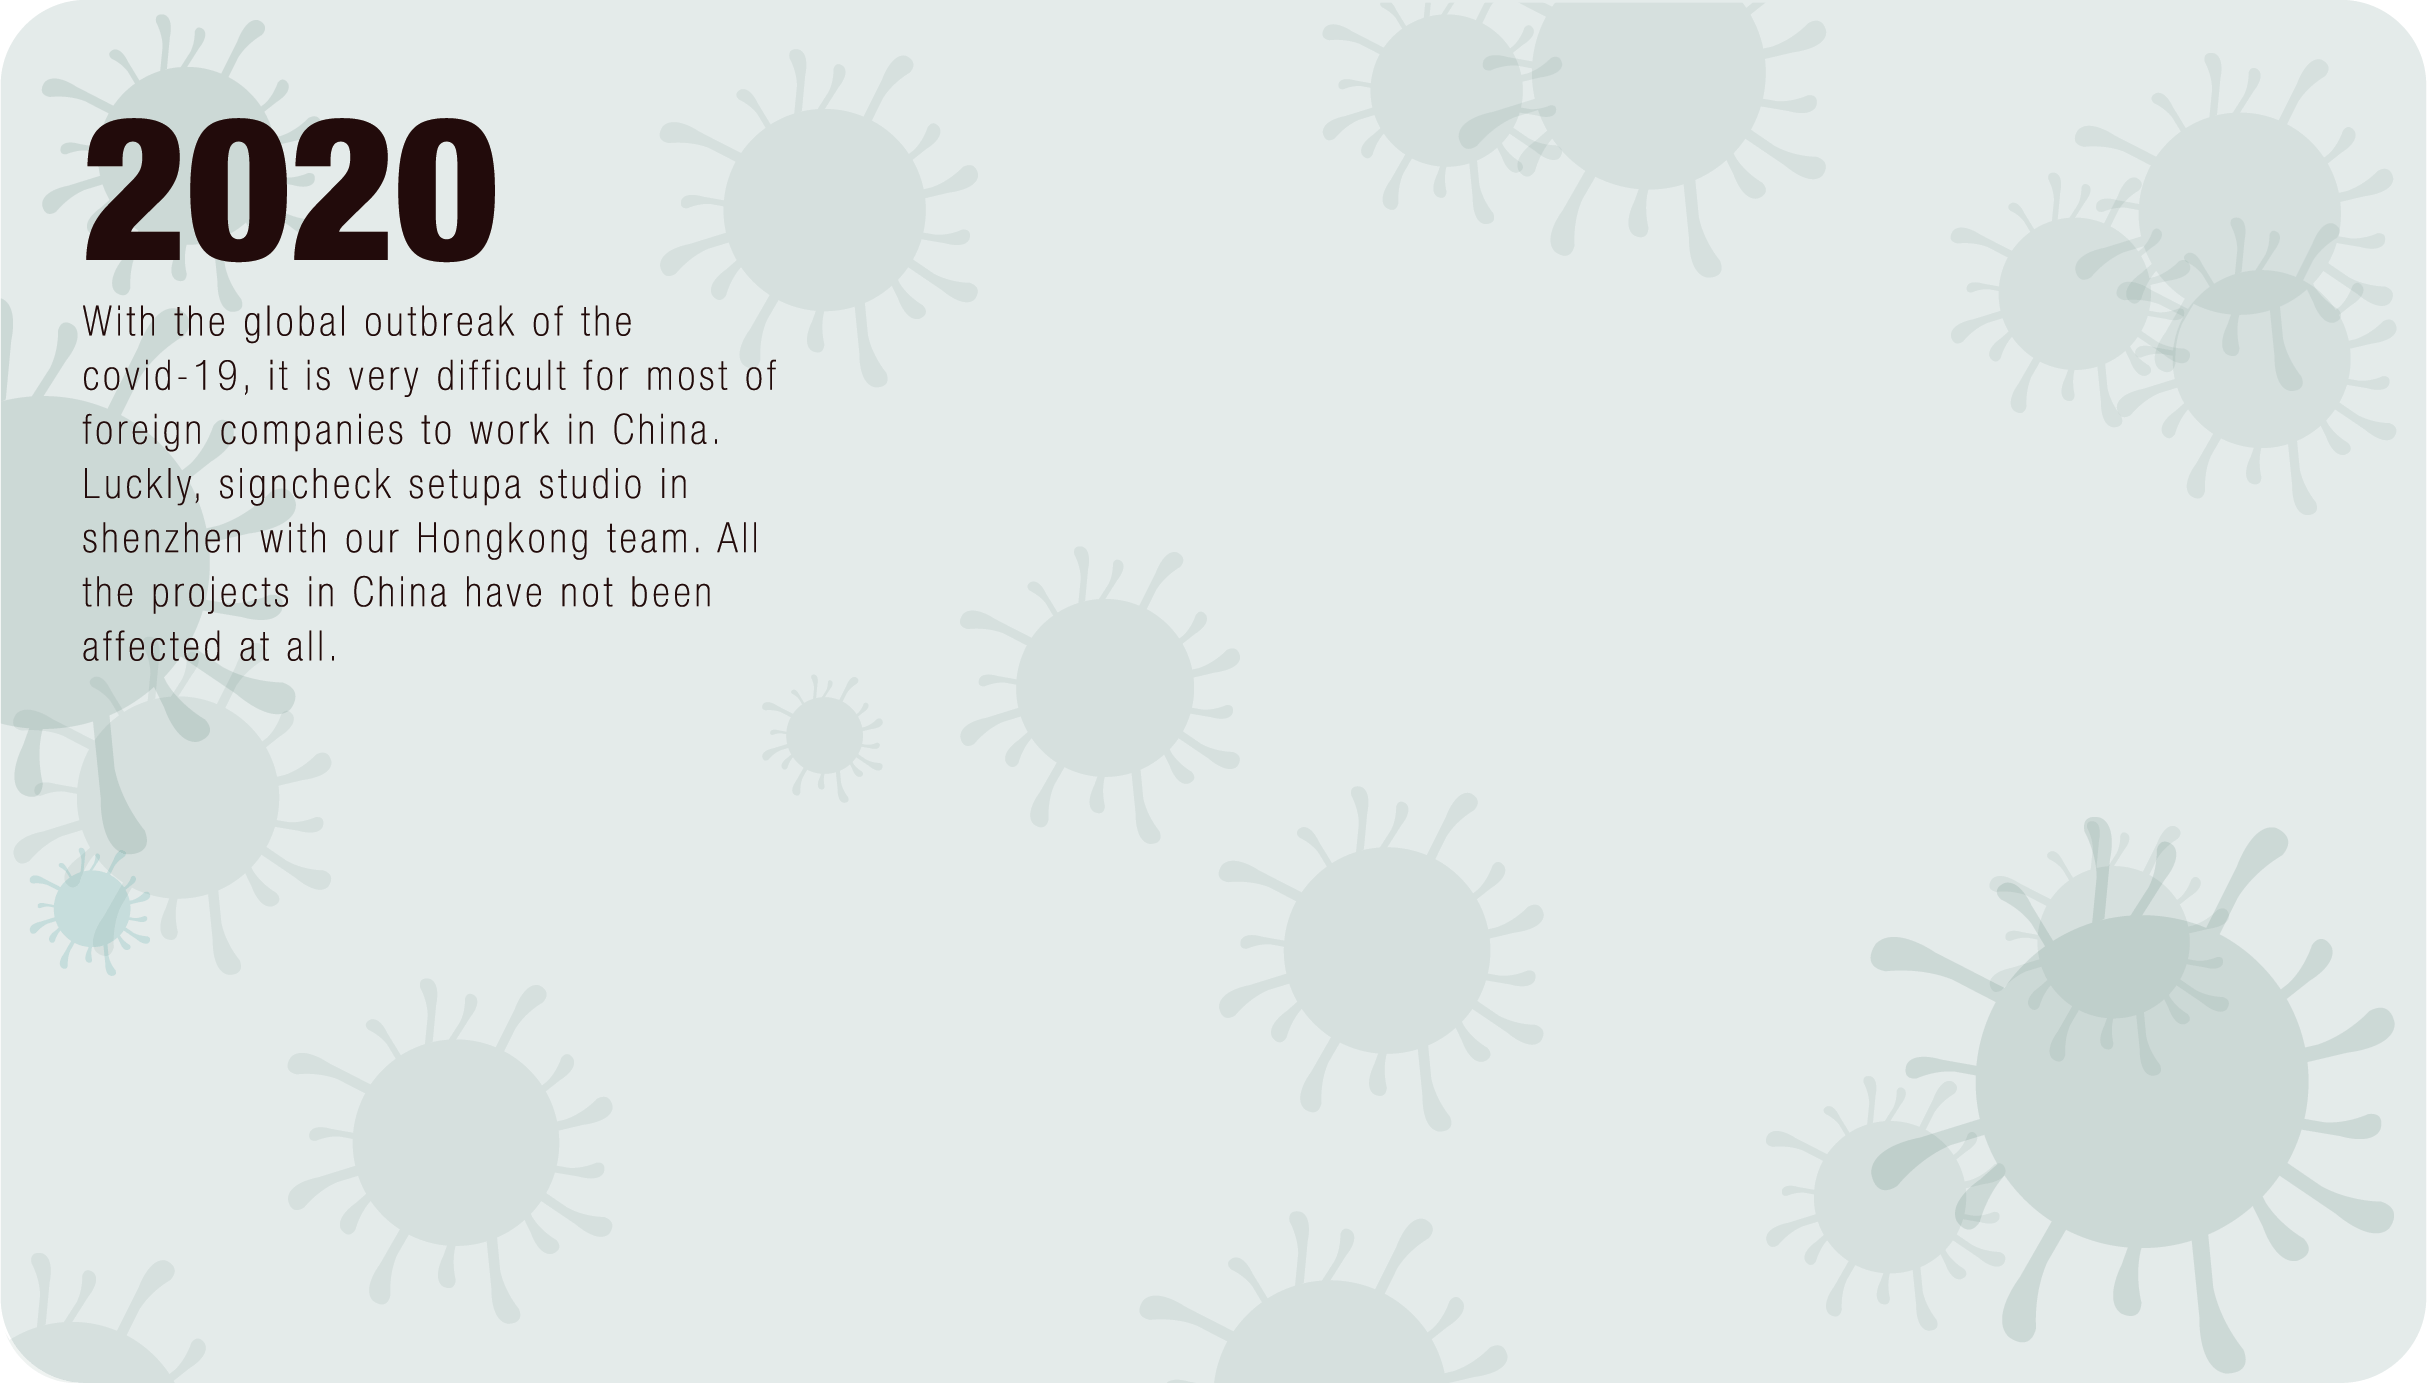 2020
With the global outbreak of the
covid-19, it is very difficult for most of
foreign companies to work in China.
Luckly, signcheck setupa studio in
shenzhen with our Hongkong team. All
the projects in China have not been
affected at all.